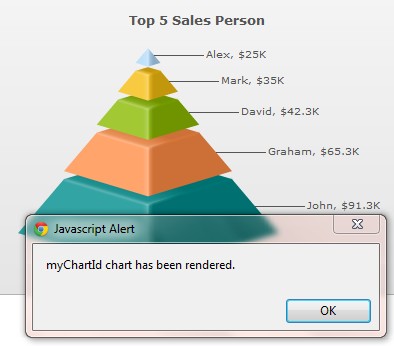 Top 5 Sales Person
Alex, $25K
Mark, $35K
David, $42.3K
Graham, $65.3K
John, $91.3K
Javascript Alert
myChartId chart has been rendered.
OK